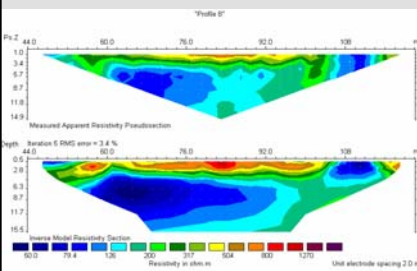 "Profile 8"
Ps.Z 44.0 60.0 76.0 92.0 108 m
1.0
3.4
6.7
8.7
11.8
14.9
Measured Apparent Resistivity Pseudosection
Depth Iteration 5 RMS error = 3.4 %
44.0 60.0 76.0 92.0 108 m
0.5
2.8
6.3
8.7
11.7
15.5
Inverse Model Resistivity Section
50.0 79.4 126 200 317 504 800 1270
Resistivity in ohm.m Unit electrode spacing 2.0 m